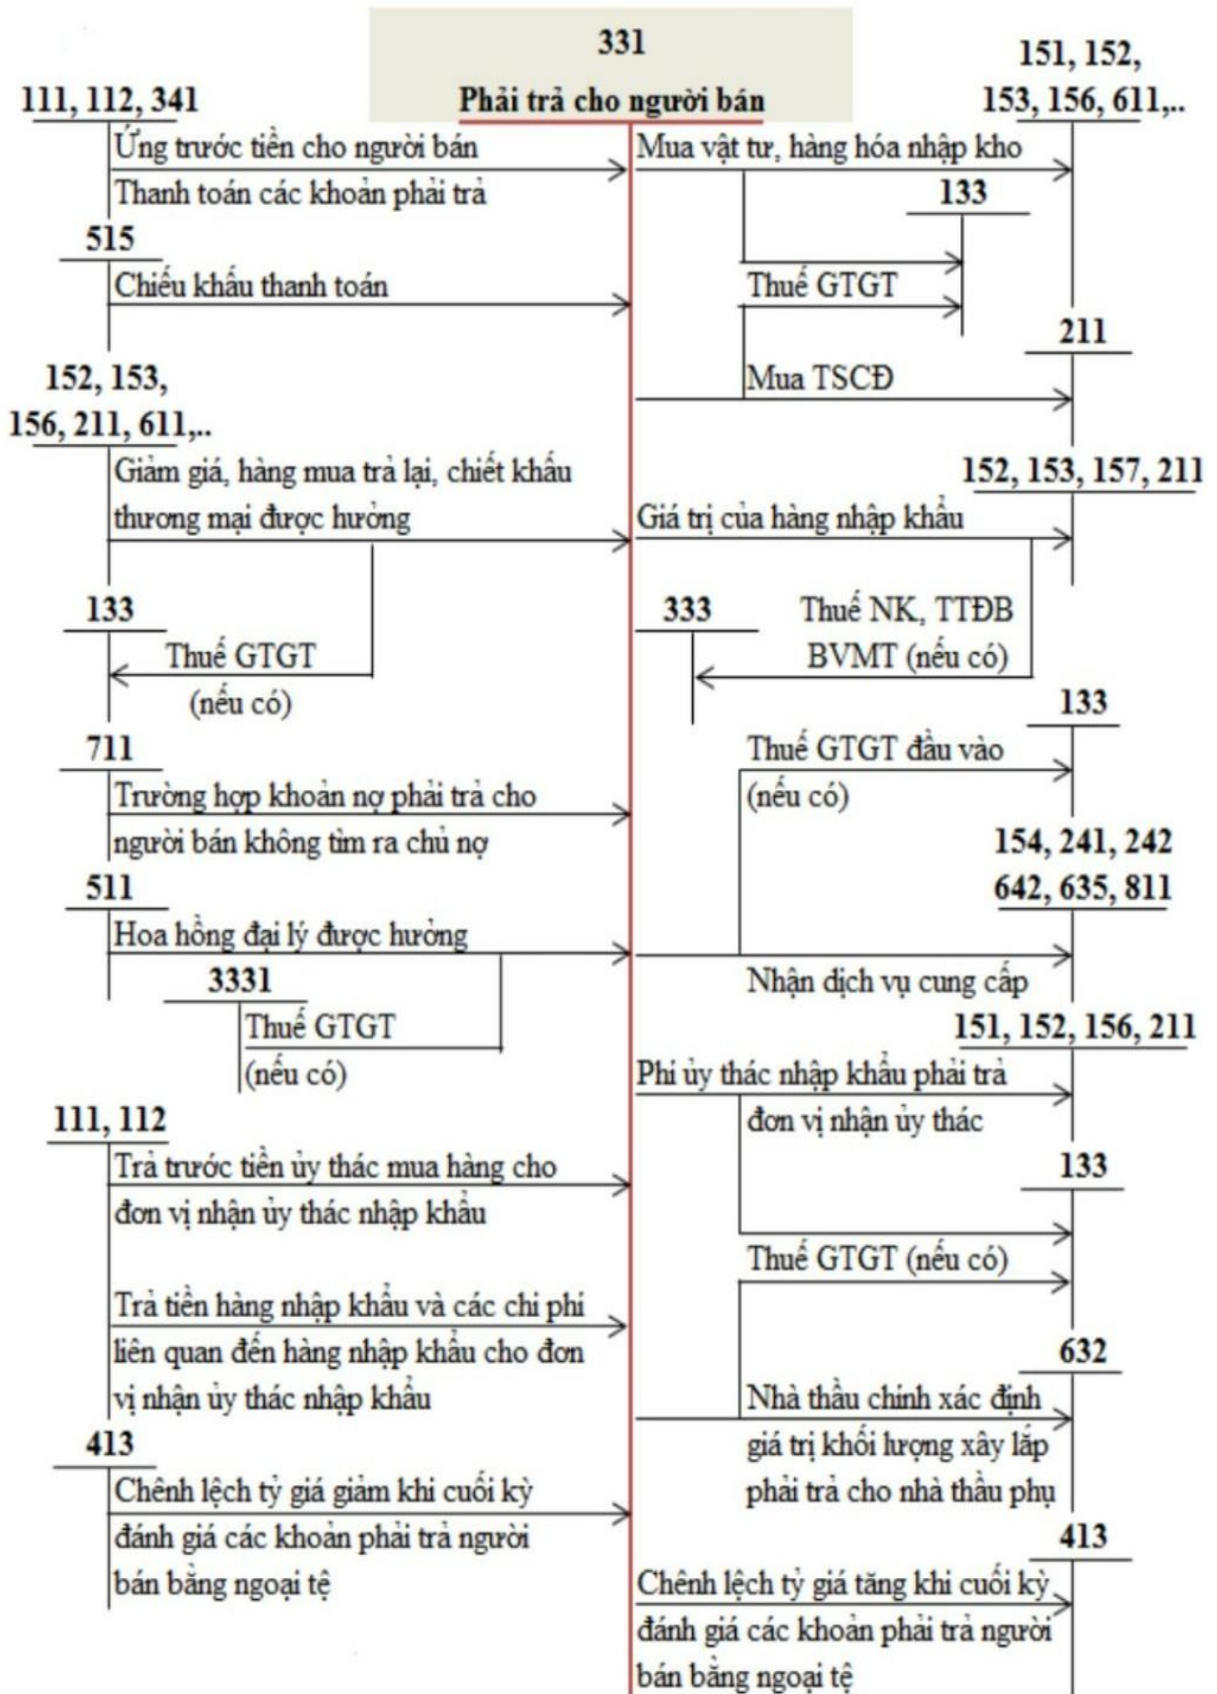 331
Phải trả cho người bán
111, 112, 341
Ứng trước tiền cho người bán
Thanh toán các khoản phải trả
515
Chiếu khấu thanh toán
152, 153,
156, 211, 611,..
Giảm giá, hàng mua trả lại, chiết khấu
thương mại được hưởng
133
Thuế GTGT
(nếu có)
711
Trường hợp khoản nợ phải trả cho
người bán không tìm ra chủ nợ
511
Hoa hồng đại lý được hưởng
3331
Thuế GTGT
(nếu có)
111, 112
Trả trước tiền ủy thác mua hàng cho
đơn vị nhận ủy thác nhập khẩu
Trả tiền hàng nhập khẩu và các chi phí
liên quan đến hàng nhập khẩu cho đơn
vị nhận ủy thác nhập khẩu
413
Chênh lệch tỷ giá giảm khi cuối kỳ
đánh giá các khoản phải trả người
bán bằng ngoại tệ
151, 152,
153, 156, 611,..
Mua vật tư, hàng hóa nhập kho
133
Thuế GTGT
211
Mua TSCĐ
152, 153, 157, 211
Giá trị của hàng nhập khẩu
333
Thuế NK, TTĐB
BVMT (nếu có)
133
Thuế GTGT đầu vào
(nếu có)
154, 241, 242
642, 635, 811
Nhận dịch vụ cung cấp
151, 152, 156, 211
Phí ủy thác nhập khẩu phải trả
đơn vị nhận ủy thác
133
Thuế GTGT (nếu có)
632
Nhà thầu chính xác định
giá trị khối lượng xây lắp
phải trả cho nhà thầu phụ
413
Chênh lệch tỷ giá tăng khi cuối kỳ
đánh giá các khoản phải trả người
bán bằng ngoại tệ